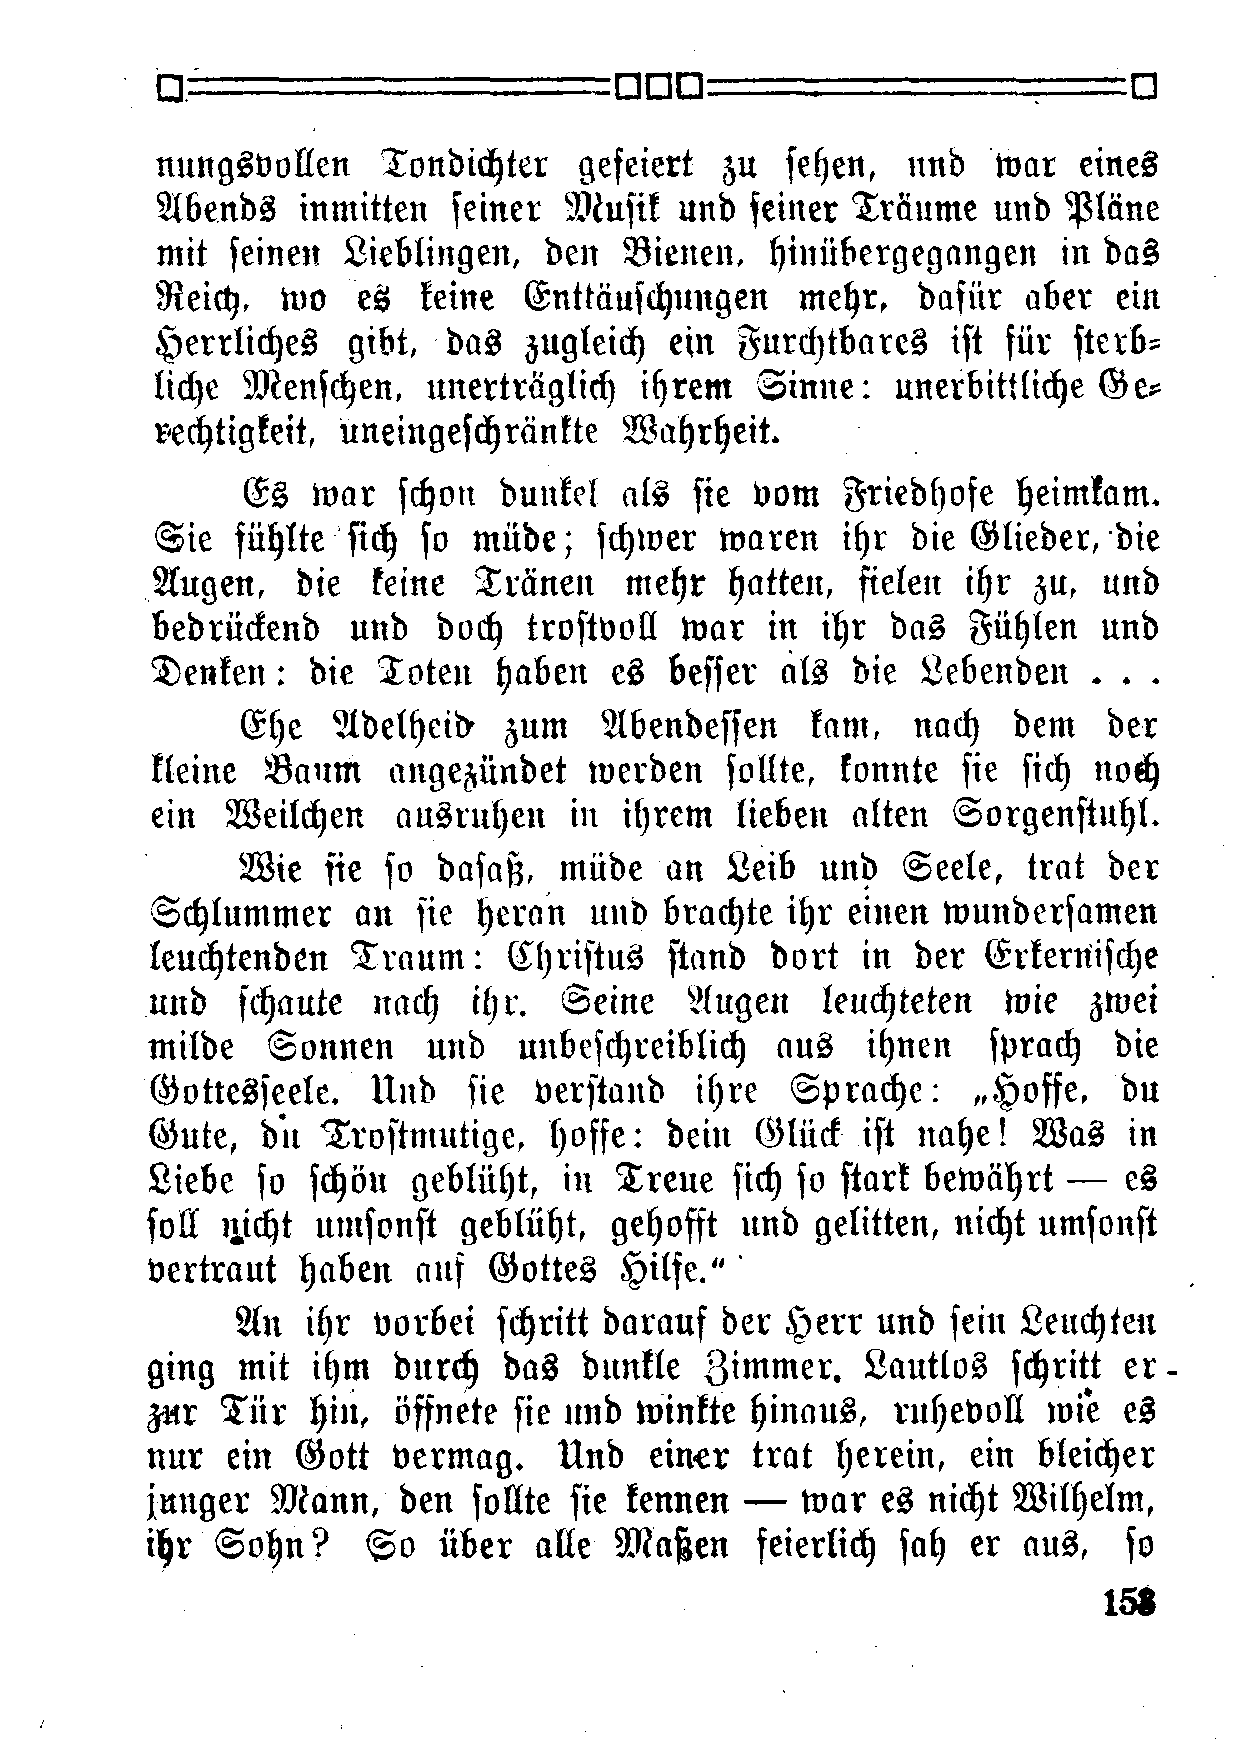 nungsvollen Tondichter gefeiert zu sehen, und war eines
Abends inmitten seiner Musik und seiner Träume und Pläne
mit seinen Lieblingen, den Bienen, hinübergegangen in das
Reich, wo es keine Enttäuschungen mehr, dafür aber ein
Herrliches gibt, das zugleich ein Furchtbares ist für sterb-
liche Menschen, unerträglich ihrem Sinne: unerbittliche Ge-
rechtigkeit, uneingeschränkte Wahrheit.
Es war schon dunkel als sie vom Friedhofe heimkam.
Sie fühlte sich so müde; schwer waren ihr die Glieder, die
Augen, die keine Tränen mehr hatten, fielen ihr zu, und
bedrückend und doch trostvoll war in ihr das Fühlen und
Denken: die Toten haben es besser als die Lebenden . . .
Ehe Adelheid zum Abendessen kam, nach dem der
kleine Baum angezündet werden sollte, konnte sie sich noch
ein Weilchen ausruhen in ihrem lieben alten Sorgenstuhl.
Wie sie so dasaß, müde an Leib und Seele, trat der
Schlummer an sie heran und brachte ihr einen wundersamen
leuchtenden Traum: Christus stand dort in der Erkernische
und schaute nach ihr. Seine Augen leuchteten wie zwei
milde Sonnen und unbeschreiblich aus ihnen sprach die
Gottesseele. Und sie verstand ihre Sprache: „Hoffe, du
Gute, du Trostmutige, hoffe: dein Glück ist nahe! Was in
Liebe so schön geblüht, in Treue sich so stark bewährt — es
soll nicht umsonst geblüht, gehofft und gelitten, nicht umsonst
vertraut haben auf Gottes Hilfe."
An ihr vorbei schritt darauf der Herr und sein Leuchten
ging mit ihm durch das dunkle Zimmer. Lautlos schritt er
zur Tür hin, öffnete sie und winkte hinaus, ruhevoll wie es
nur ein Gott vermag. Und einer trat herein, ein bleicher
junger Mann, den sollte sie kennen — war es nicht Wilhelm,
ihr Sohn? So über alle Maßen feierlich sah er aus, so
153